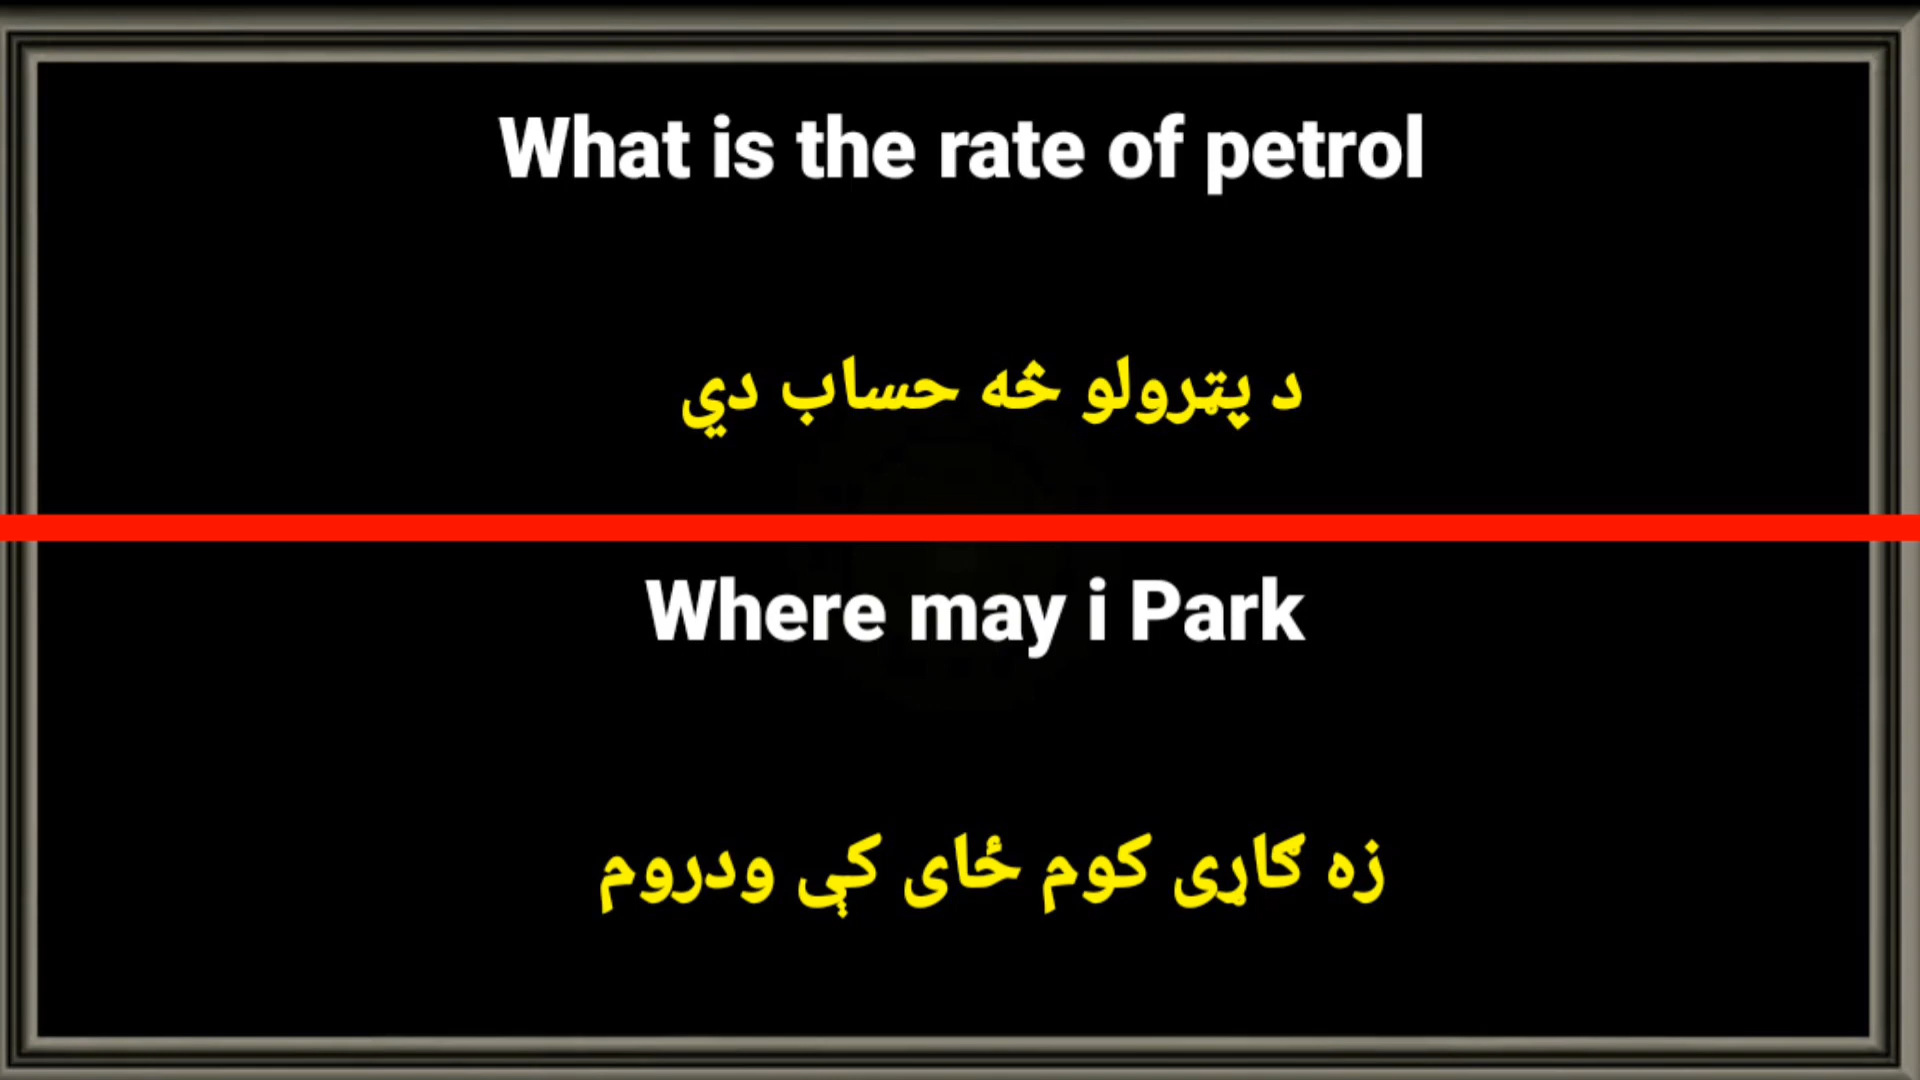 What is the rate of petrol
د پټرولو څه حساب دي
Where may i Park
زه ګاړی کوم ځای کې ودروم